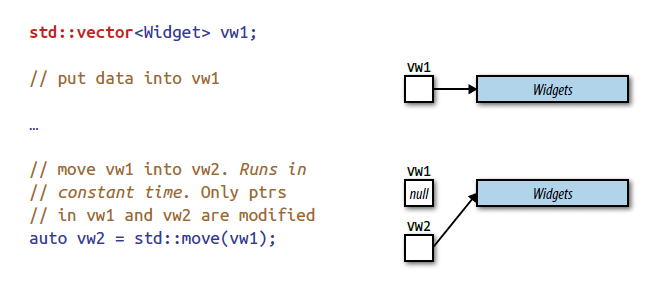 std::vector<Widget> vw1;
// put data into vw1
…
// move vw1 into vw2. Runs in
// constant time. Only ptrs
// in vw1 and vw2 are modified
auto vw2 = std::move(vw1);
vw1
Widgets
vw1
null
Widgets
vw2